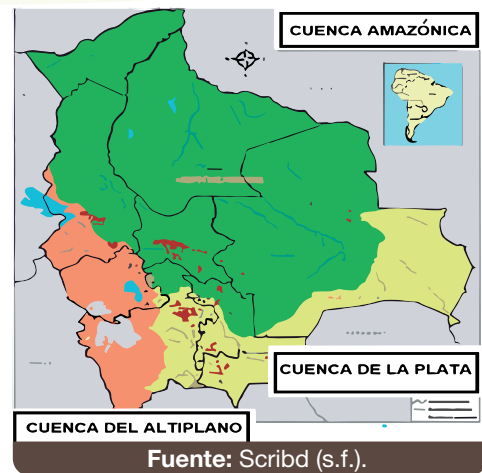 CUENCA AMAZÓNICA
CUENCA DE LA PLATA
CUENCA DEL ALTIPLANO
Fuente: Scribd (s.f.).